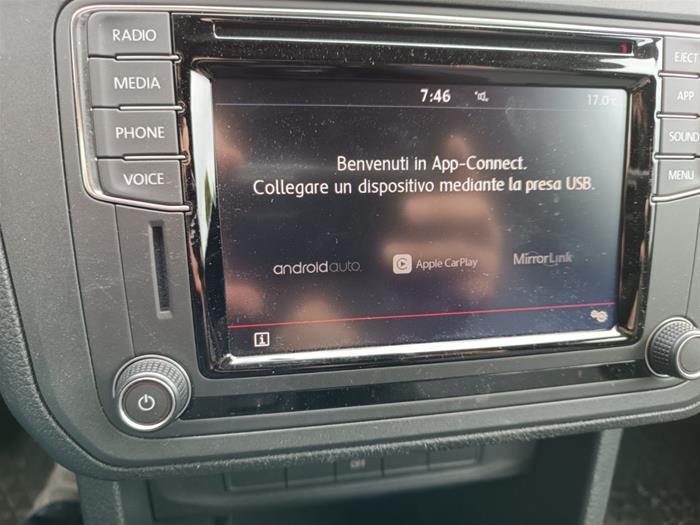 RADIO
MEDIA
PHONE
VOICE
EJECT
APP
SOUND
MENU
7:46
17.0
Benvenuti in App-Connect.
Collegare un dispositivo mediante la presa USB.
androidauto
Apple CarPlay
MirrorLink
i